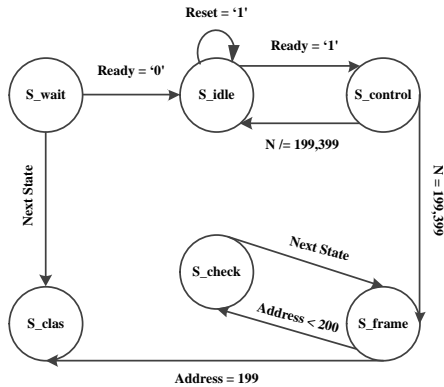 Reset = ‘1'
Ready = ‘0'
Ready = ‘1'
S_wait
S_idle
S_control
N /= 199,399
Next State
N = 199,399
Next State
S_check
Address < 200
S_clas
S_frame
Address = 199